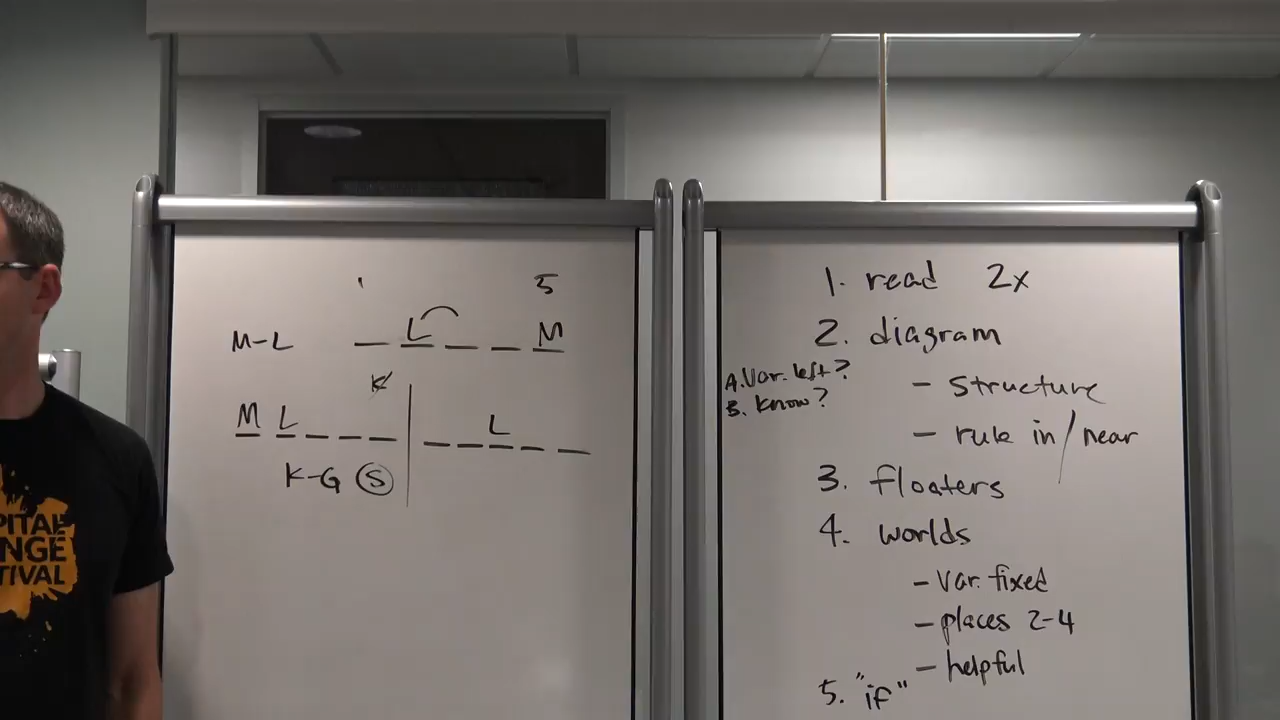 1 5
M-L _ L _ _ M
K
M L _ _ _ | _ _ L _ _
K-G S
1. read 2x
2. diagram
A. Var. left?
- structure
B. Know?
- rule in/near
3. floaters
4. worlds
- var. fixed
- places 2-4
- helpful
5. "if"